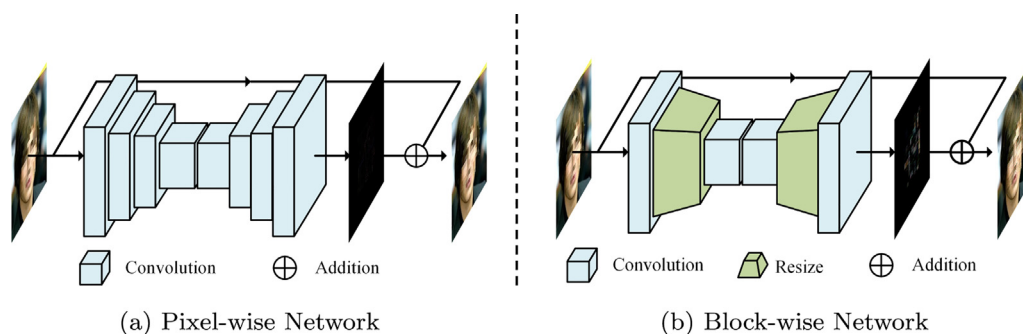 Convolution
Addition
Convolution
Resize
Addition
(a) Pixel-wise Network
(b) Block-wise Network